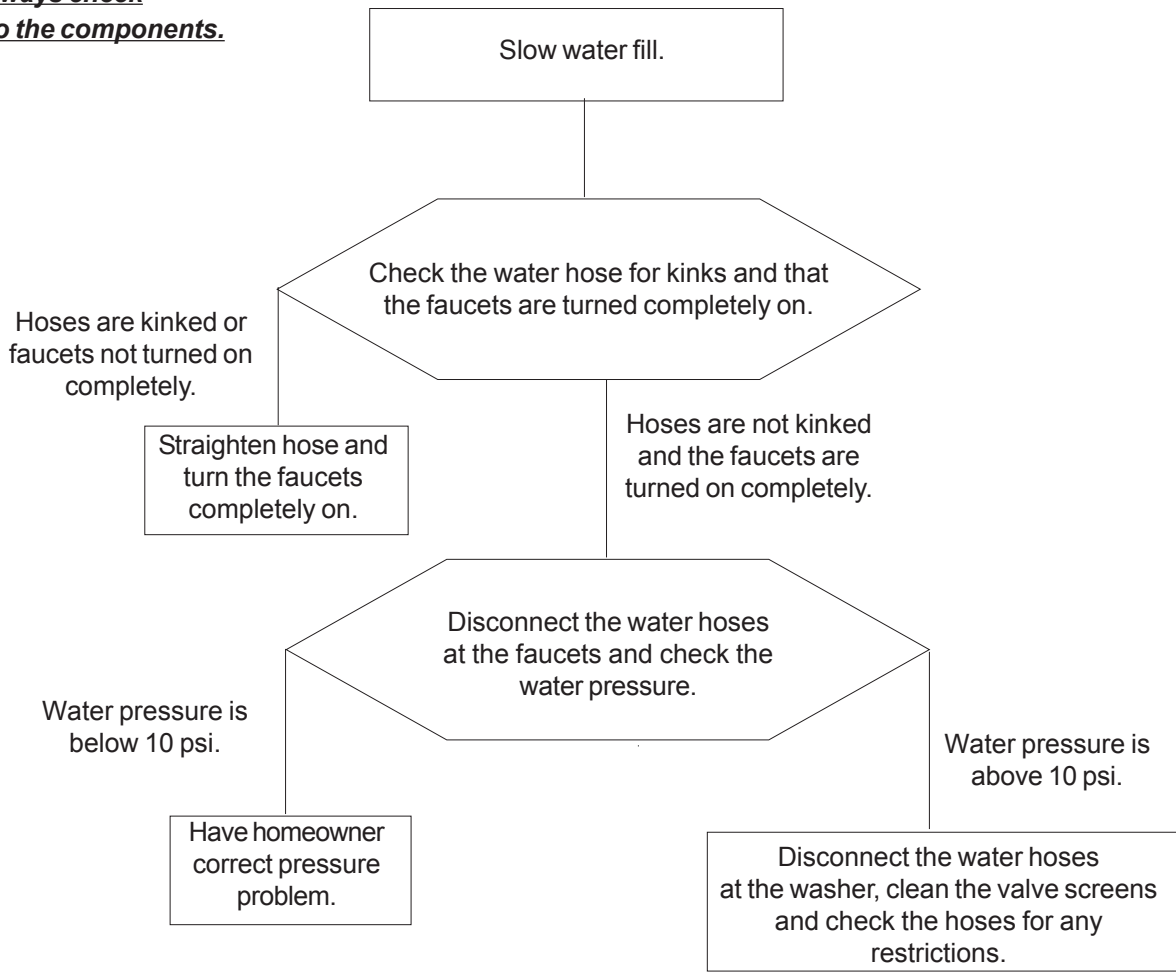 to the components.
Slow water fill.
Check the water hose for kinks and that
the faucets are turned completely on.
Hoses are kinked or
faucets not turned on
completely.
Straighten hose and
turn the faucets
completely on.
Hoses are not kinked
and the faucets are
turned on completely.
Disconnect the water hoses
at the faucets and check the
water pressure.
Water pressure is
below 10 psi.
Water pressure is
above 10 psi.
Have homeowner
correct pressure
problem.
Disconnect the water hoses
at the washer, clean the valve screens
and check the hoses for any
restrictions.